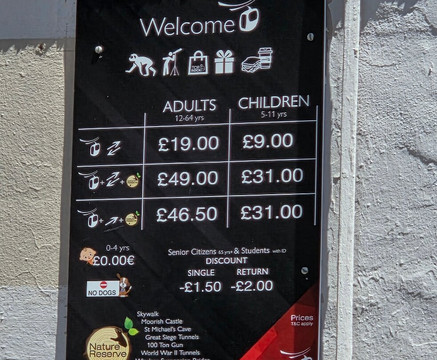 Welcome
ADULTS CHILDREN
12-64 yrs 5-11 yrs
£19.00 £9.00
£49.00 £31.00
£46.50 £31.00
0-4 yrs
£0.00€
NO DOGS
Senior Citizens 65 yrs+ & Students with ID
DISCOUNT
SINGLE RETURN
-£1.50 -£2.00
Skywalk
Moorish Castle
St Michael's Cave
Great Siege Tunnels
100 Ton Gun
World War II Tunnels
Nature
Reserve
Prices
T&C apply